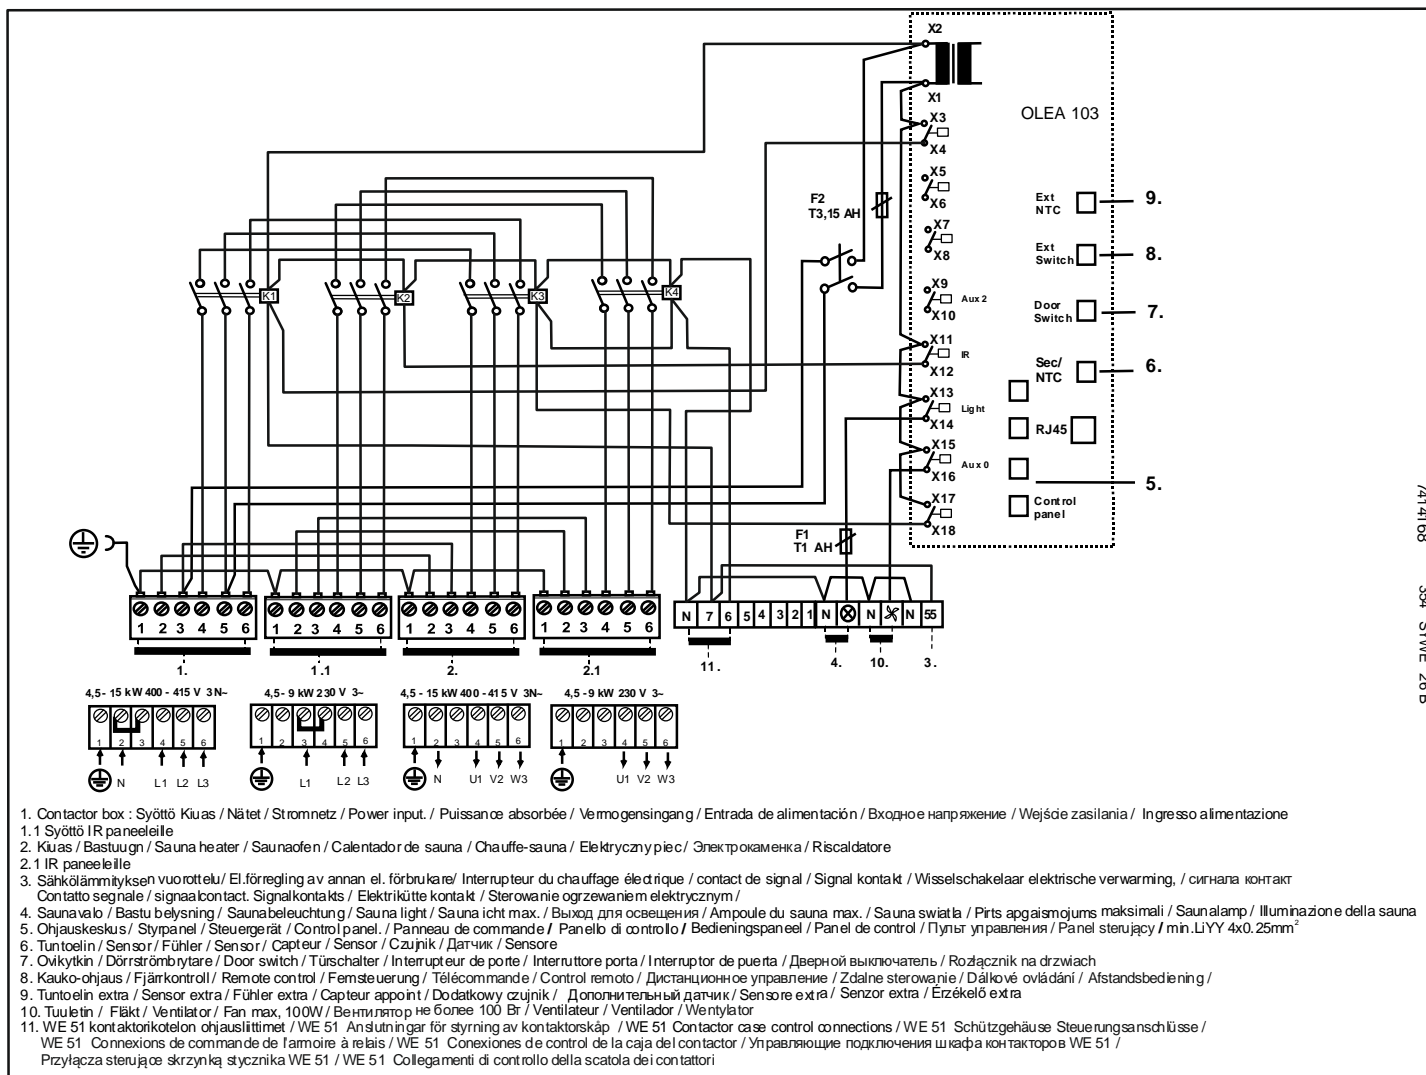 X2
X1
OLEA 103
X3
X4
X5
X6
F2
T3,15 AH
Ext
NTC
9.
X7
X8
Ext
Switch
8.
X9
Aux 2
X10
Door
Switch
7.
K1
K2
K3
K4
X11
IR
X12
Sec/
NTC
6.
X13
Light
X14
RJ45
X15
Aux 0
X16
5.
X17
X18
Control
panel
F1
T1 AH
1 2 3 4 5 6
1 2 3 4 5 6
1 2 3 4 5 6
1 2 3 4 5 6
N 7 6 5 4 3 2 1 N N N 55
1.
1.1
2.
2.1
11.
4.
10.
3.
4,5 - 15 kW 400 - 415 V 3N~
4,5 - 9 kW 230 V 3~
4,5 - 15 kW 400 - 415 V 3N~
4,5 - 9 kW 230 V 3~
1 2 3 4 5 6
1 2 3 4 5 6
1 2 3 4 5 6
1 2 3 4 5 6
N L1 L2 L3
L1 L2 L3
N U1 V2 W3
U1 V2 W3
1. Contactor box : Syöttö Kiuas / Nätet / Stromnetz / Power input. / Puissance absorbée / Vermogensingang / Entrada de alimentación / Входное напряжение / Wejście zasilania / Ingresso alimentazione
1.1 Syöttö IR paneeleille
2. Kiuas / Bastuugn / Sauna heater / Saunaofen / Calentador de sauna / Chauffe-sauna / Elektryczny piec / Электрокаменка / Riscaldatore
2.1 IR paneeleille
3. Sähkölämmityksen vuorottelu / El.förregling av annan el. förbrukare/ Interrupteur du chauffage électrique / contact de signal / Signal kontakt / Wisselschakelaar elektrische verwarming, / сигнала контакт
Contatto segnale / signaalcontact. Signalkontakts / Elektrikütte kontakt / Sterowanie ogrzewaniem elektrycznym /
4. Saunavalo / Bastu belysning / Saunabeleuchtung / Sauna light / Sauna icht max. / Выход для освещения / Ampoule du sauna max. / Sauna swiatla / Pirts apgaismojums maksimali / Saunalamp / Illuminazione della sauna
5. Ohjauskeskus / Styrpanel / Steuergerät / Control panel. / Panneau de commande / Panello di controllo / Bedieningspaneel / Panel de control / Пульт управления / Panel sterujący / min.LiYY 4x0.25mm²
6. Tuntoelin / Sensor / Fühler / Sensor / Capteur / Sensor / Czujnik / Датчик / Sensore
7. Ovikytkin / Dörrströmbrytare / Door switch / Türschalter / Interrupteur de porte / Interruttore porta / Interruptor de puerta / Дверной выключатель / Rozłącznik na drzwiach
8. Kauko-ohjaus / Fjärrkontroll / Remote control / Fernsteuerung / Télécommande / Control remoto / Дистанционное управление / Zdalne sterowanie / Dálkové ovládání / Afstandsbediening /
9. Tuntoelin extra / Sensor extra / Fühler extra / Capteur appoint / Dodatkowy czujnik / Дополнительный датчик / Sensore extra / Senzor extra / Érzékelő extra
10. Tuuletin / Fläkt / Ventilator / Fan max, 100W / Вентилятор не более 100 Вг / Ventilateur / Ventilador / Wentylator
11. WE 51 kontaktorikotelon ohjausliittimet / WE 51 Anslutningar för styrning av kontaktorskåp / WE 51 Contactor case control connections / WE 51 Schützgehäuse Steuerungsanschlüsse /
WE 51 Connexions de commande de l'armoire à relais / WE 51 Conexiones de control de la caja del contactor / Управляющие подключения шкафа контакторов WE 51 /
Przyłącza sterujące skrzynką stycznika WE 51 / WE 51 Collegamenti di controllo della scatola dei contattori